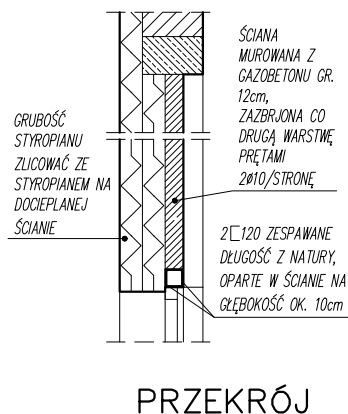 ŚCIANA
MUROWANA Z
GAZOBETONU GR.
12cm,
ZAZBRJONA CO
DRUGĄ WARSTWĘ
PRĘTAMI
2ø10/STRONĘ
GRUBOŚĆ
STYROPIANU
ZLICOWAĆ ZE
STYROPIANEM NA
DOCIEPLANEJ
ŚCIANIE
2⊏120 ZESPAWANE
DŁUGOŚĆ Z NATURY,
OPARTE W ŚCIANIE NA
GŁĘBOKOŚĆ OK. 10cm
PRZEKRÓJ